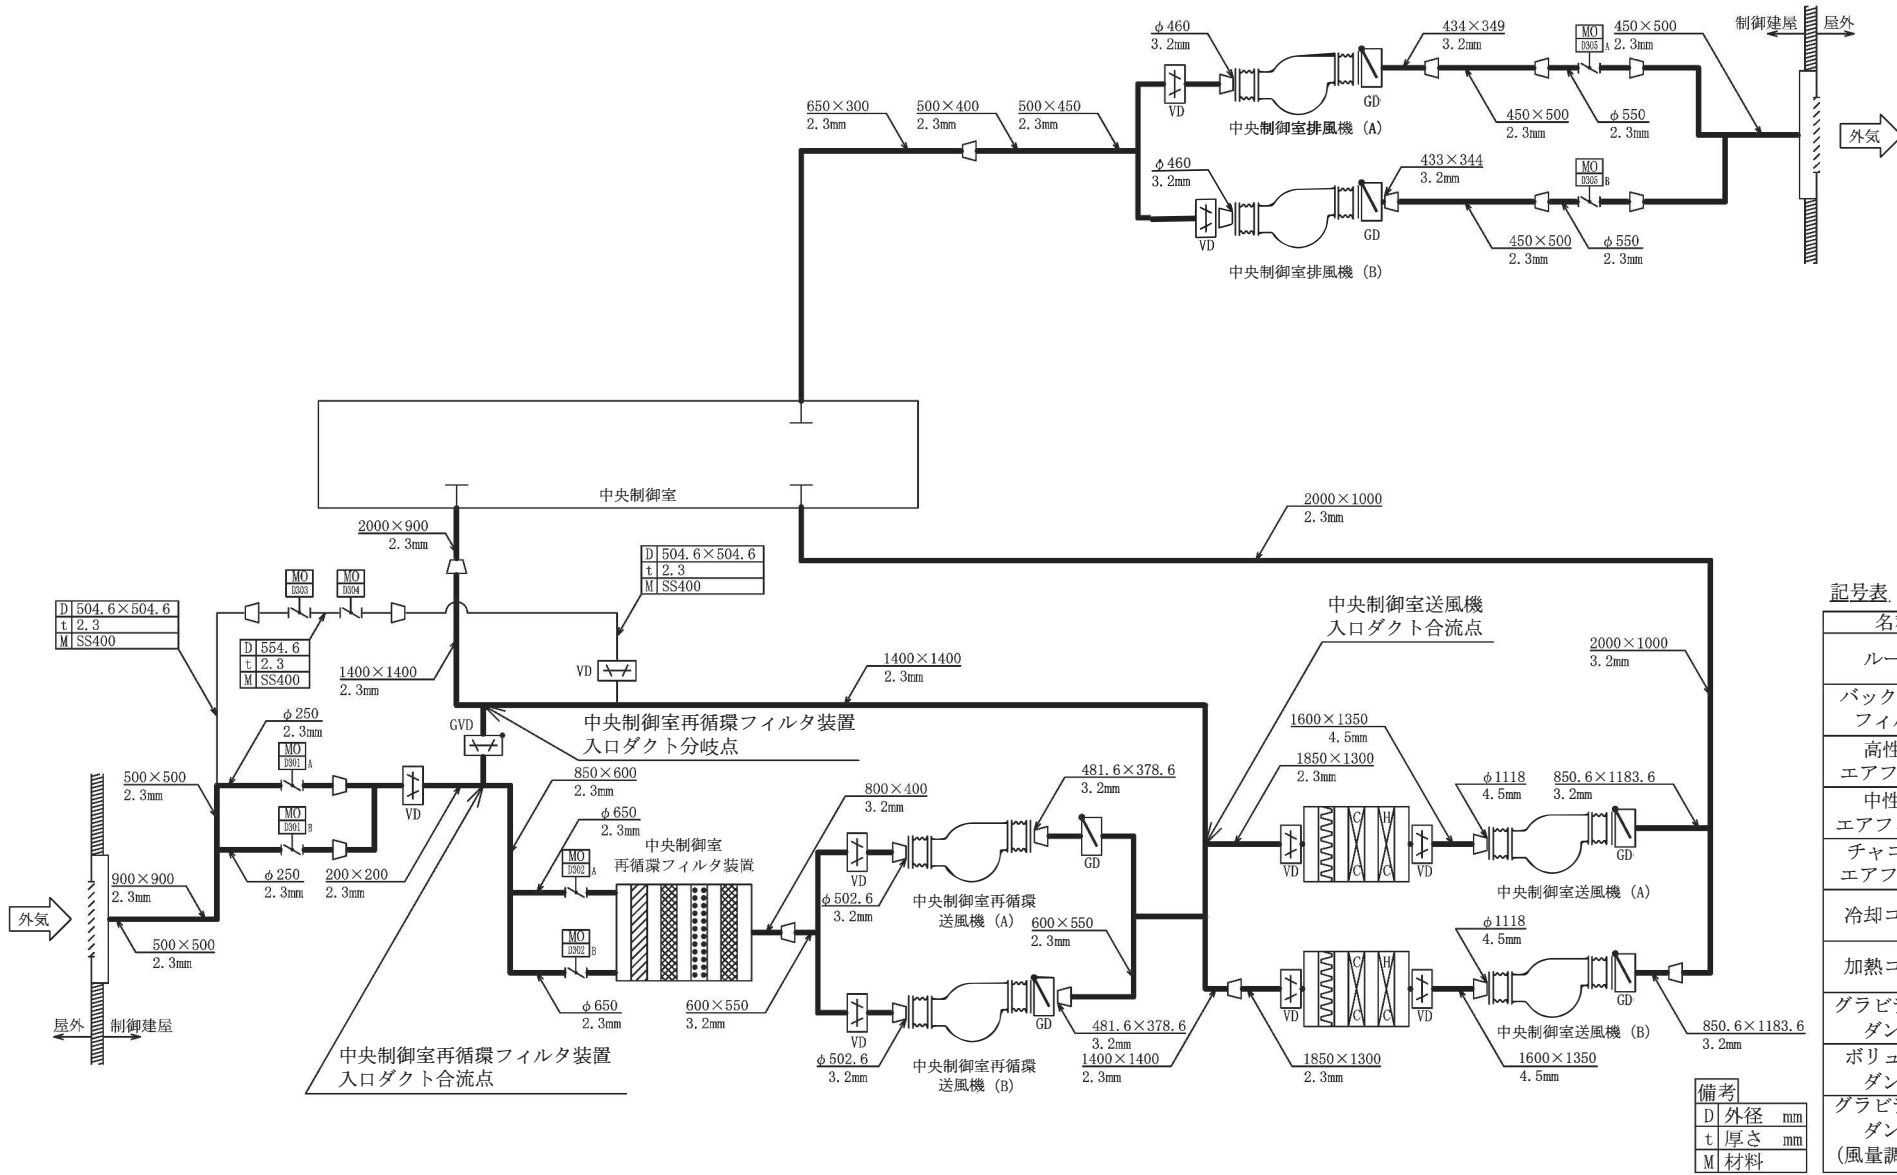 制御建屋
屋外
外気
φ460
3.2mm
434×349
3.2mm
MO
D305
A
450×500
2.3mm
650×300
2.3mm
500×400
2.3mm
500×450
2.3mm
VD
GD
中央制御室排風機 (A)
450×500
2.3mm
φ550
2.3mm
φ460
3.2mm
433×344
3.2mm
MO
D305
B
VD
GD
中央制御室排風機 (B)
450×500
2.3mm
φ550
2.3mm
中央制御室
2000×900
2.3mm
2000×1000
2.3mm
D 504.6×504.6
t 2.3
M SS400
MO
D303
MO
D304
D 504.6×504.6
t 2.3
M SS400
D 554.6
t 2.3
M SS400
1400×1400
2.3mm
VD
1400×1400
2.3mm
中央制御室送風機
入口ダクト合流点
2000×1000
3.2mm
GVD
中央制御室再循環フィルタ装置
入口ダクト分岐点
φ250
2.3mm
MO
D301
A
500×500
2.3mm
MO
D301
B
VD
φ250
2.3mm
200×200
2.3mm
900×900
2.3mm
外気
500×500
2.3mm
屋外
制御建屋
850×600
2.3mm
φ650
2.3mm
MO
D302
A
中央制御室
再循環フィルタ装置
MO
D302
B
φ650
2.3mm
800×400
3.2mm
600×550
3.2mm
481.6×378.6
3.2mm
VD
GD
φ502.6
3.2mm
中央制御室再循環
送風機 (A)
600×550
2.3mm
VD
GD
φ502.6
3.2mm
中央制御室再循環
送風機 (B)
481.6×378.6
3.2mm
1400×1400
2.3mm
中央制御室再循環フィルタ装置
入口ダクト合流点
1600×1350
4.5mm
1850×1300
2.3mm
φ1118
4.5mm
850.6×1183.6
3.2mm
VD
C
H
C
C
VD
GD
中央制御室送風機 (A)
φ1118
4.5mm
VD
C
H
C
C
VD
GD
中央制御室送風機 (B)
1850×1300
2.3mm
1600×1350
4.5mm
850.6×1183.6
3.2mm
備考
D 外径 mm
t 厚さ mm
M 材料
記号表